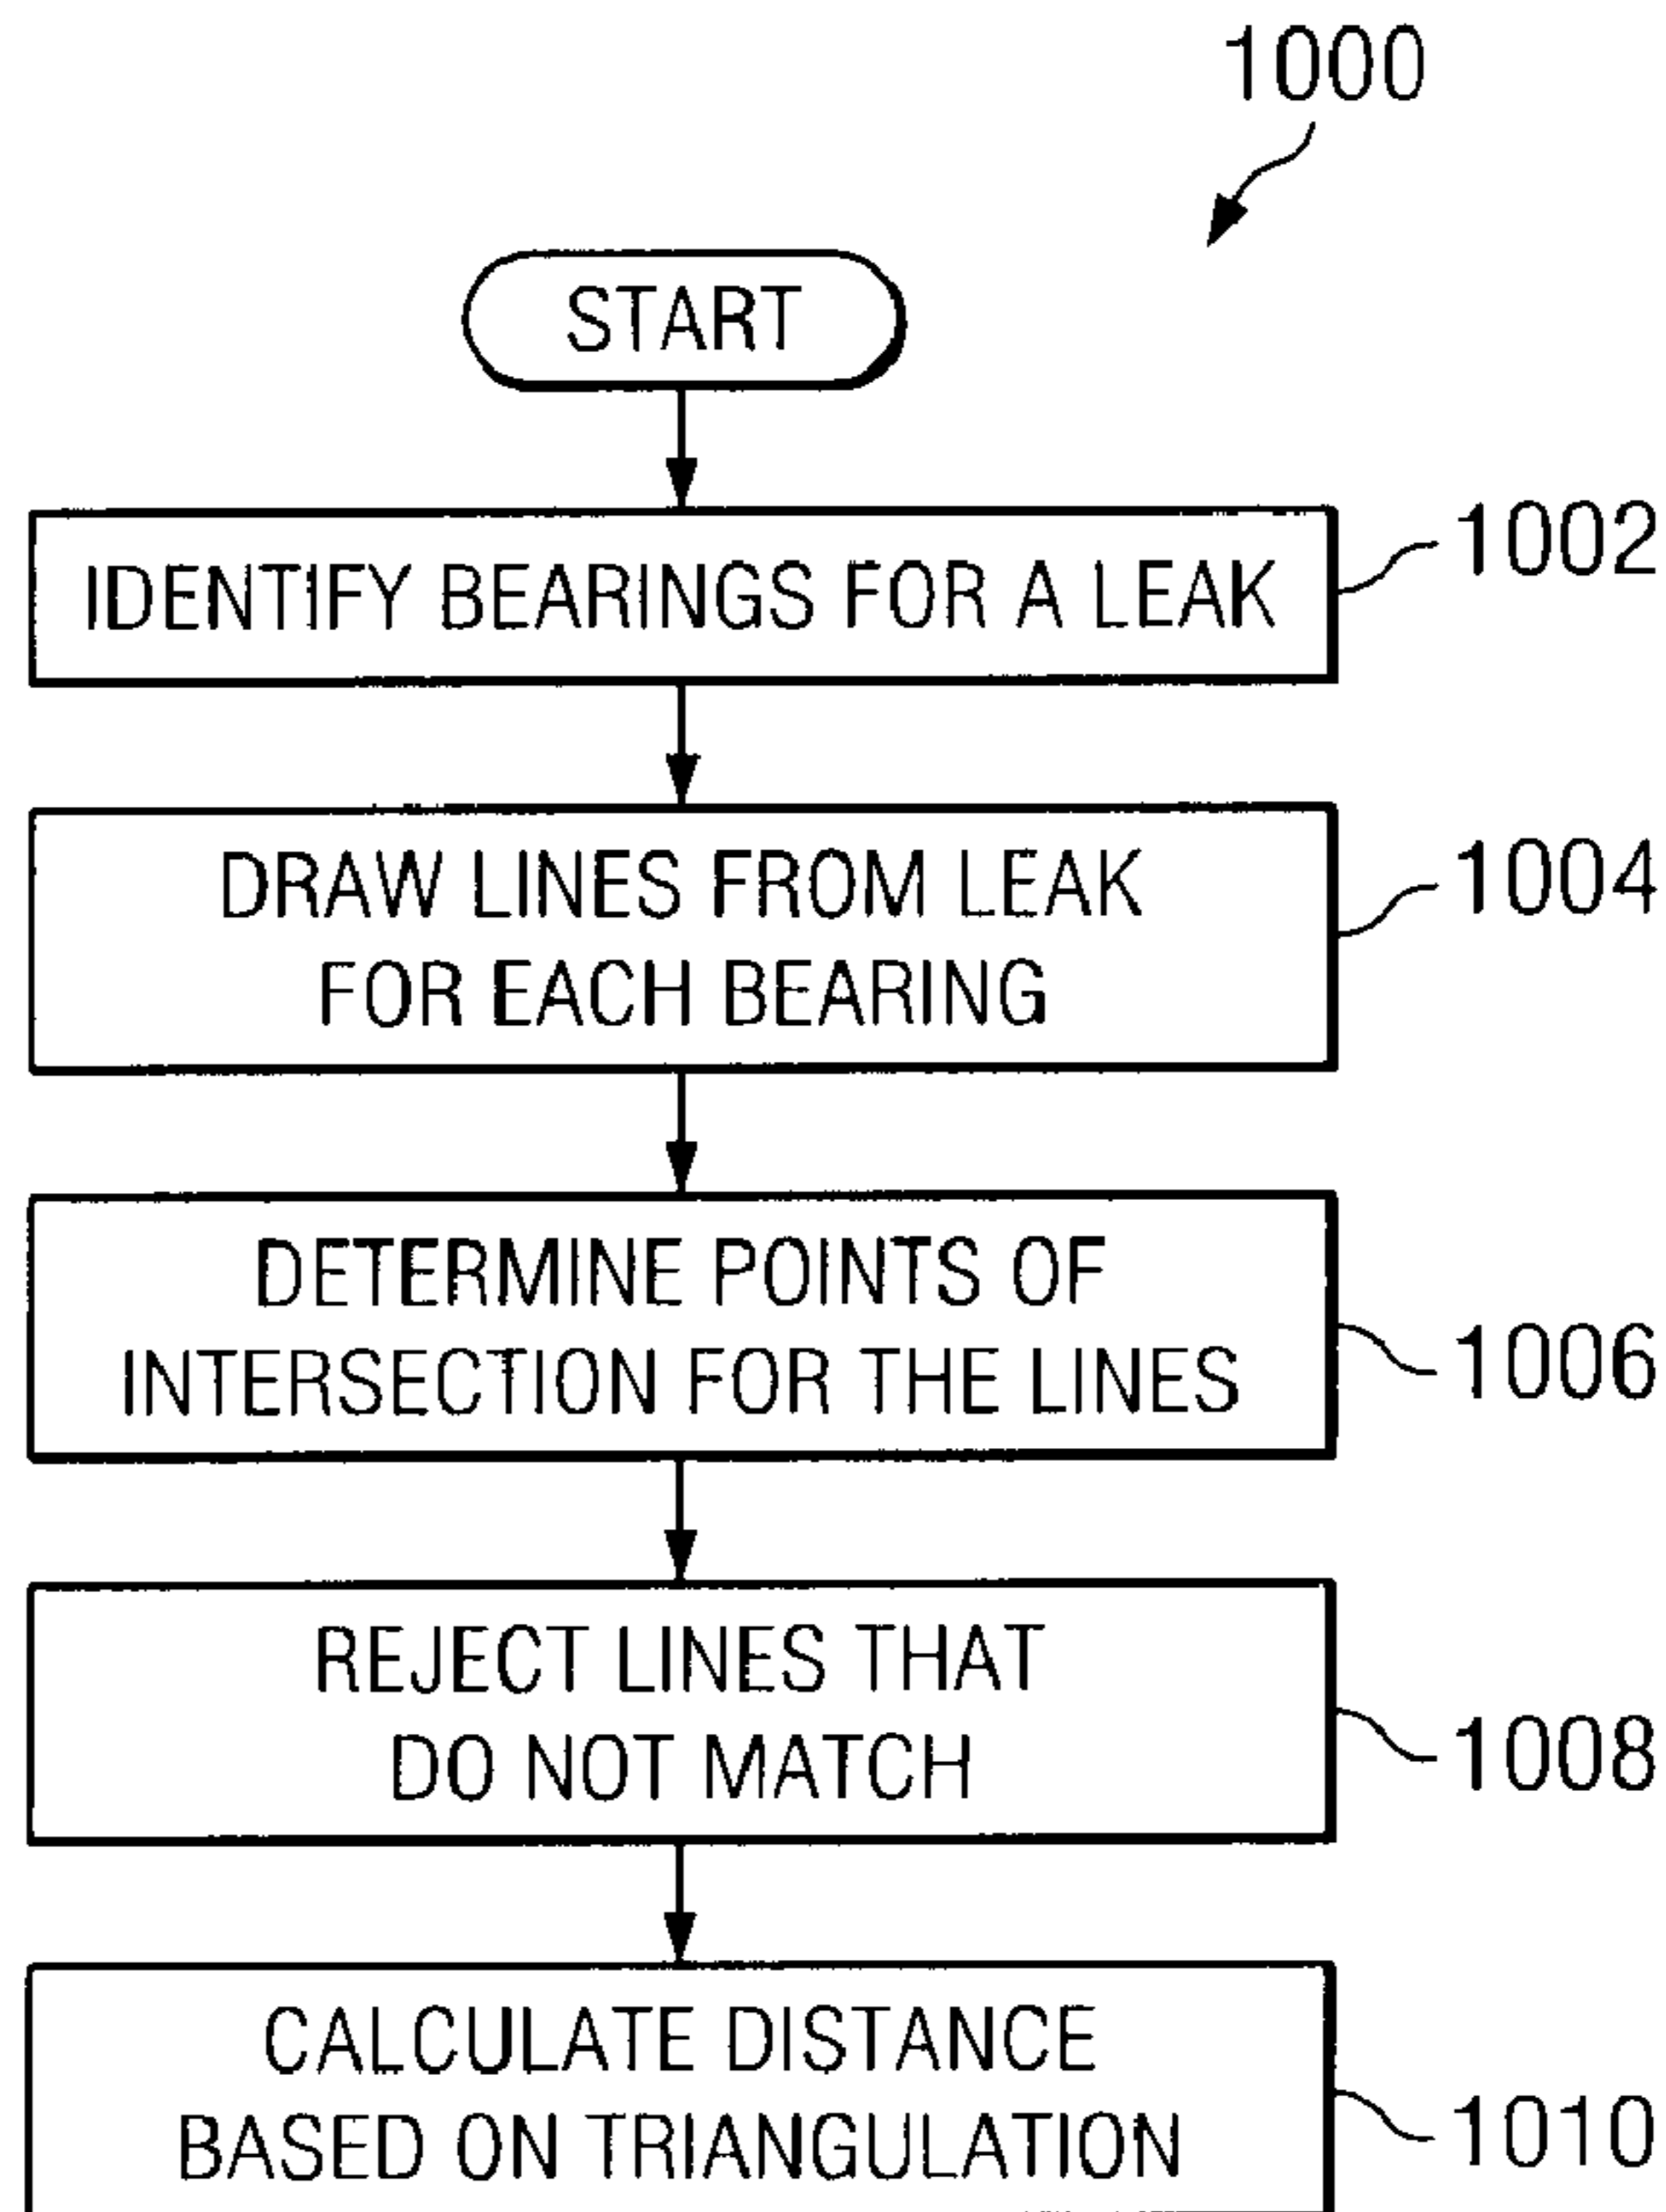 1000
START
IDENTIFY BEARINGS FOR A LEAK
1002
DRAW LINES FROM LEAK
FOR EACH BEARING
1004
DETERMINE POINTS OF
INTERSECTION FOR THE LINES
1006
REJECT LINES THAT
DO NOT MATCH
1008
CALCULATE DISTANCE
BASED ON TRIANGULATION
1010